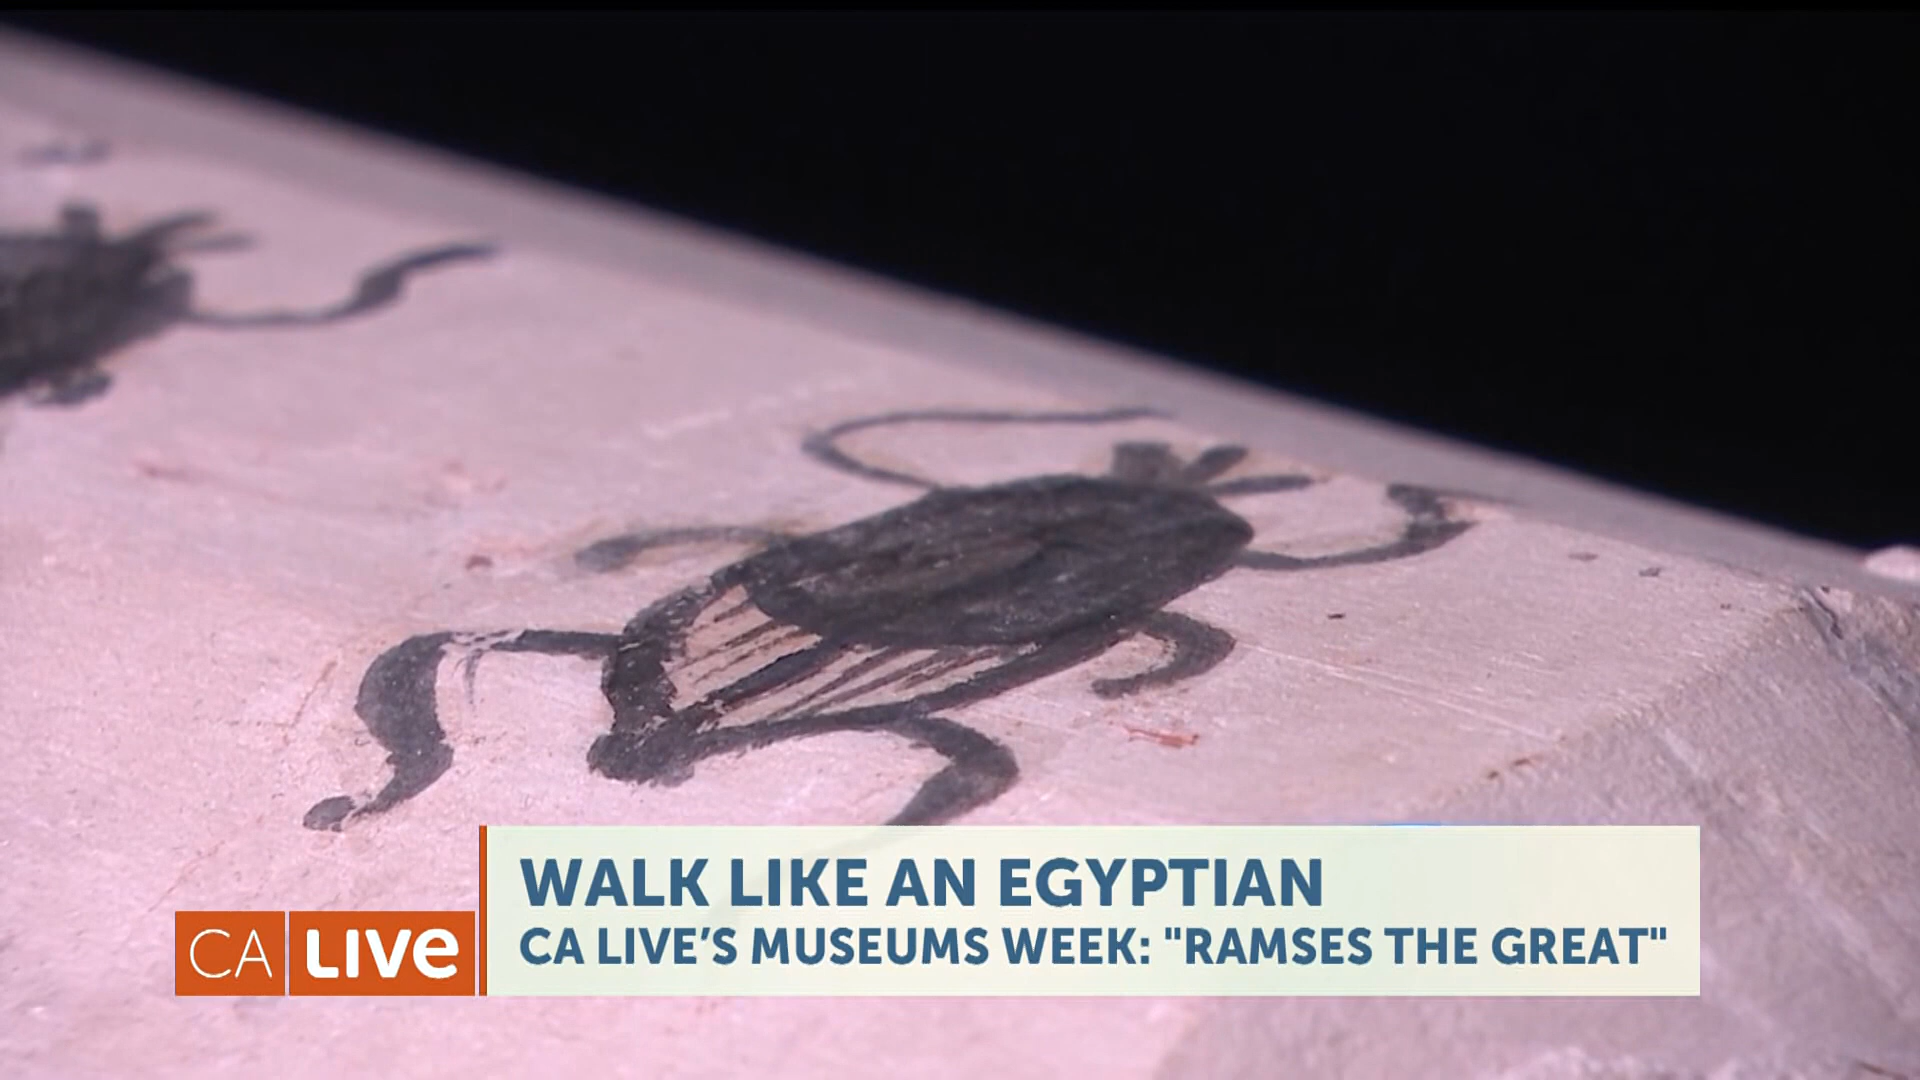 WALK LIKE AN EGYPTIAN
CA LIVE’S MUSEUMS WEEK: "RAMSES THE GREAT"
CA LIVE